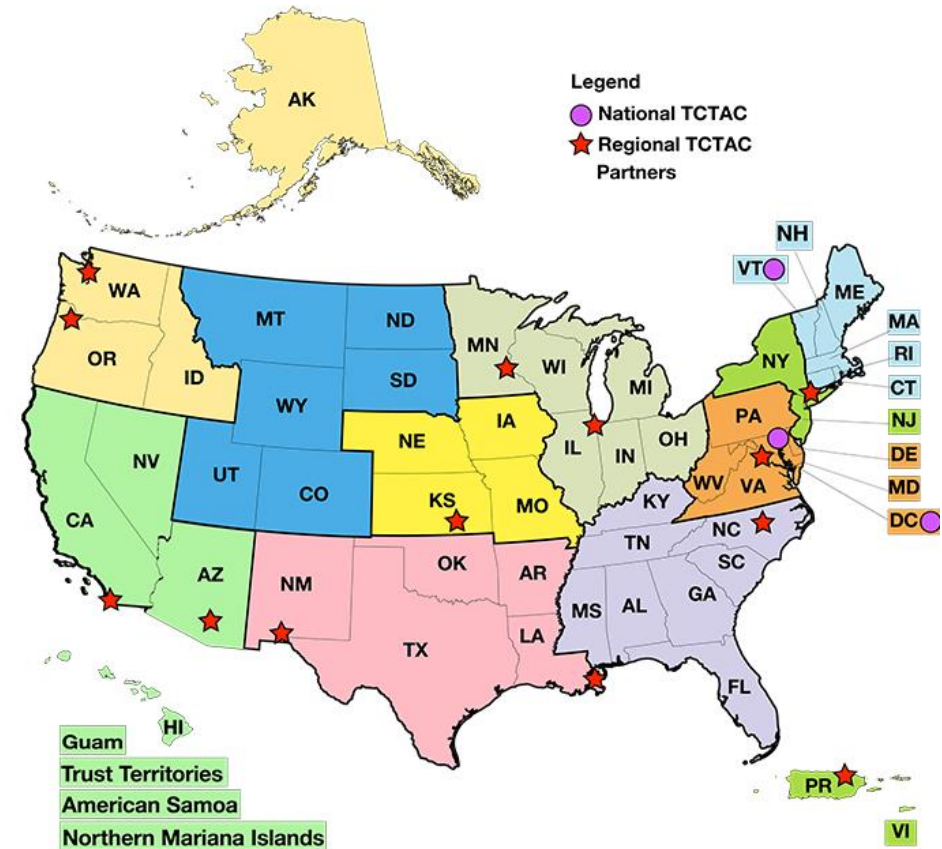 AK
Legend
National TCTAC
Regional TCTAC
Partners
NH
VT
ME
WA
MT
ND
MN
MA
OR
ID
SD
WI
MI
NY
RI
WY
CT
PA
NJ
NE
IA
NV
UT
CO
IL
IN
OH
DE
WV
VA
MD
KS
MO
KY
CA
DC
TN
NC
AZ
NM
OK
AR
SC
MS
AL
GA
TX
LA
FL
HI
Guam
Trust Territories
American Samoa
Northern Mariana Islands
PR
VI